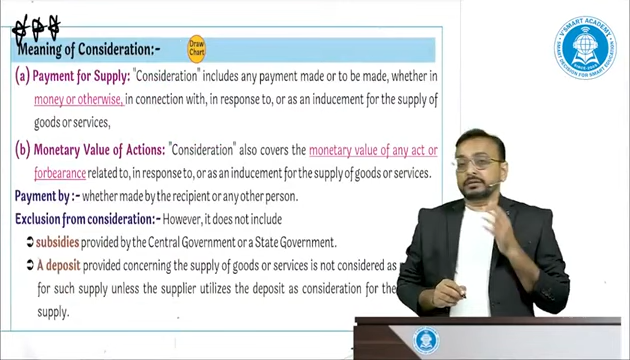 Meaning of Consideration:-
Draw
Chart
(a) Payment for Supply: "Consideration" includes any payment made or to be made, whether in
money or otherwise, in connection with, in response to, or as an inducement for the supply of
goods or services,
(b) Monetary Value of Actions: "Consideration" also covers the monetary value of any act or
forbearance related to, in response to, or as an inducement for the supply of goods or services.
Payment by :- whether made by the recipient or any other person.
Exclusion from consideration:- However, it does not include
➲ subsidies provided by the Central Government or a State Government.
➲ A deposit provided concerning the supply of goods or services is not considered as
for such supply unless the supplier utilizes the deposit as consideration for the
supply.
V'SMART ACADEMY